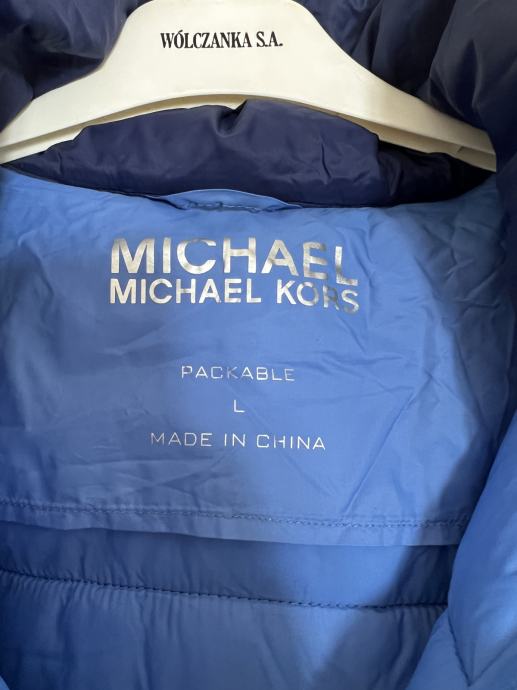 WÓLCZANKA S.A.
MICHAEL
MICHAEL KORS
PACKABLE
L
MADE IN CHINA